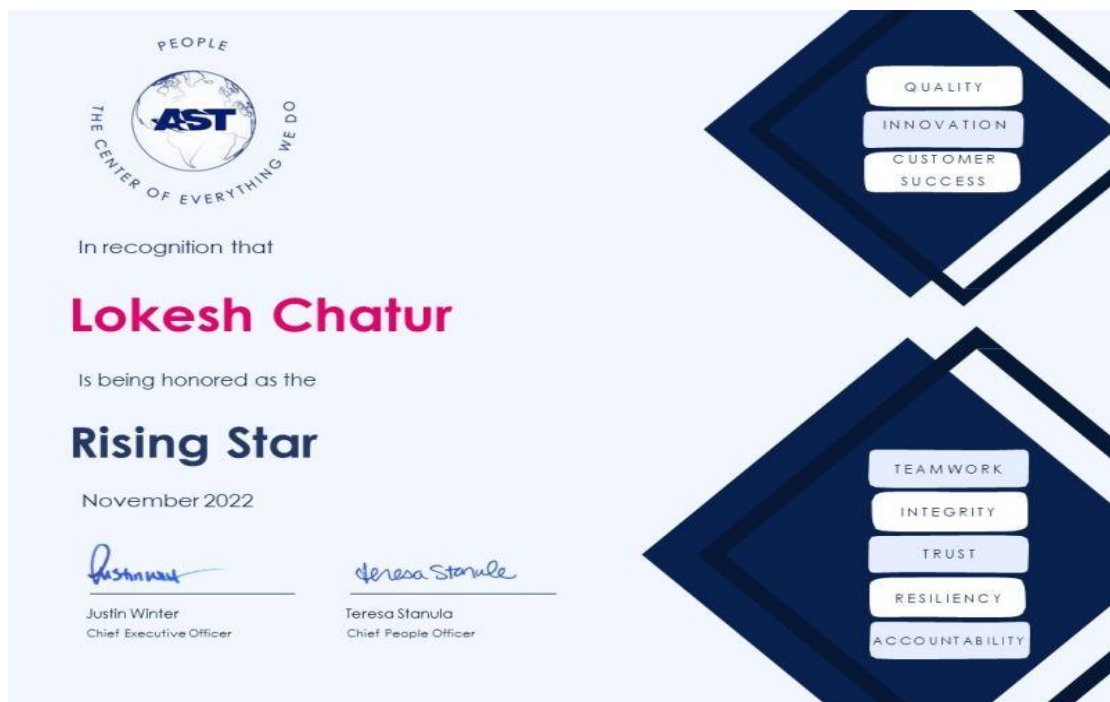 PEOPLE
THE CENTER OF EVERYTHING WE DO
AST
In recognition that
Lokesh Chatur
Is being honored as the
Rising Star
November 2022
Justin Winter
Chief Executive Officer
Teresa Stanule
Teresa Stanula
Chief People Officer
QUALITY
INNOVATION
CUSTOMER
SUCCESS
TEAMWORK
INTEGRITY
TRUST
RESILIENCY
ACCOUNTABILITY